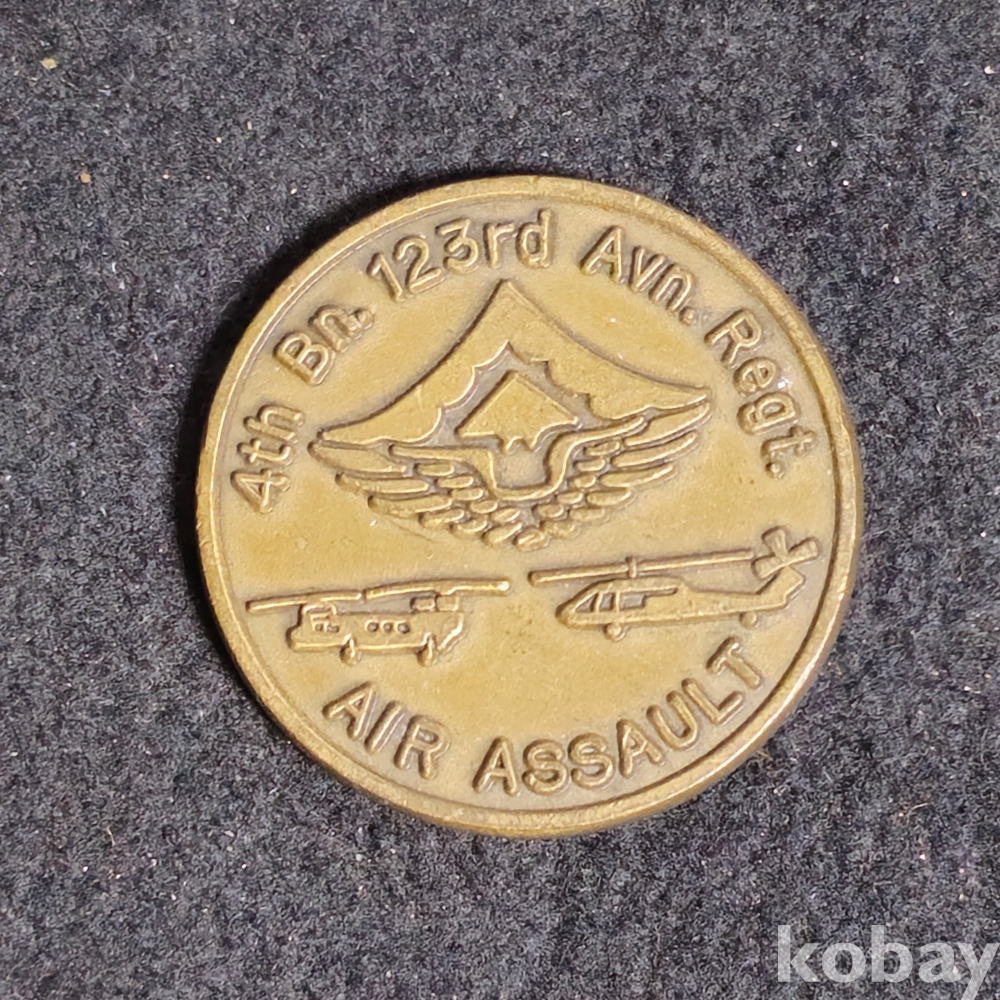 4th Bn. 123rd Avn. Regt.
AIR ASSAULT
kobay